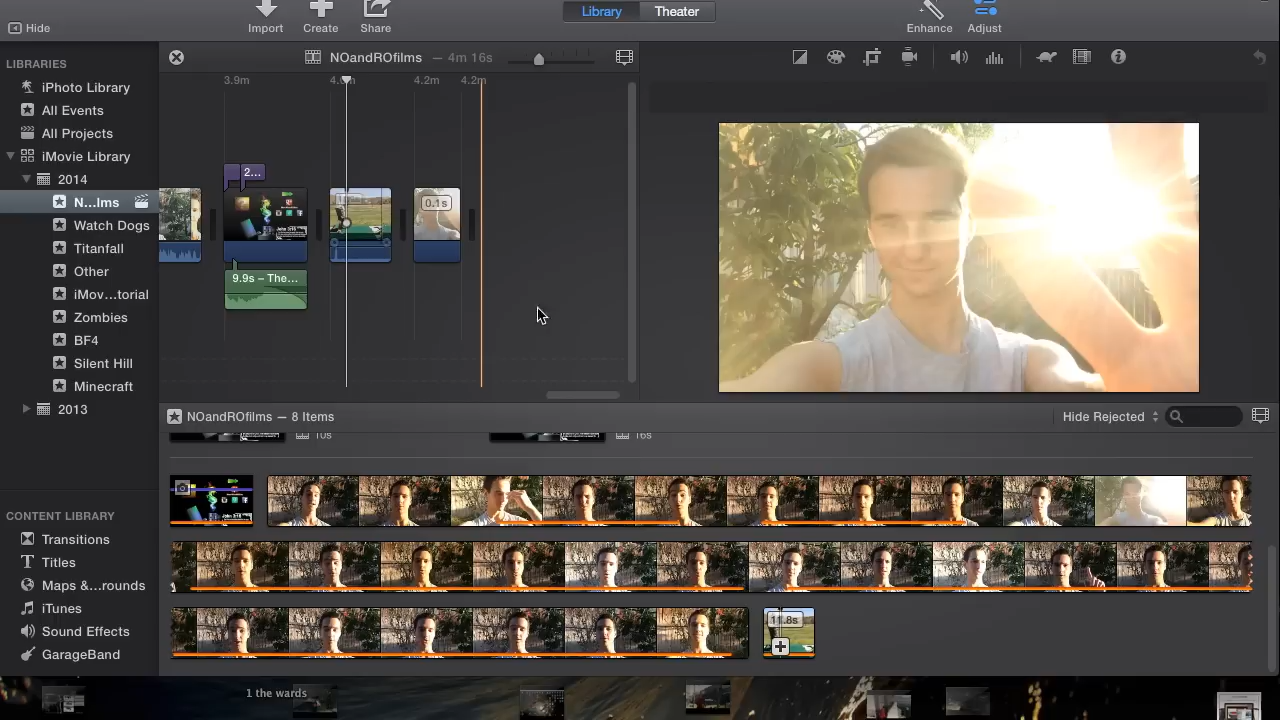 Hide
Import
Create
Share
Library
Theater
Enhance
Adjust
LIBRARIES
iPhoto Library
All Events
All Projects
iMovie Library
2014
N...lms
Watch Dogs
Titanfall
Other
iMov...torial
Zombies
BF4
Silent Hill
Minecraft
2013
CONTENT LIBRARY
Transitions
Titles
Maps &...rounds
iTunes
Sound Effects
GarageBand
NOandROfilms — 4m 16s
3.9m
4.2m
4.2m
2...
0.1s
9.9s – The...
NOandROfilms — 8 Items
Hide Rejected
10s
16s
11.8s
1 the wards